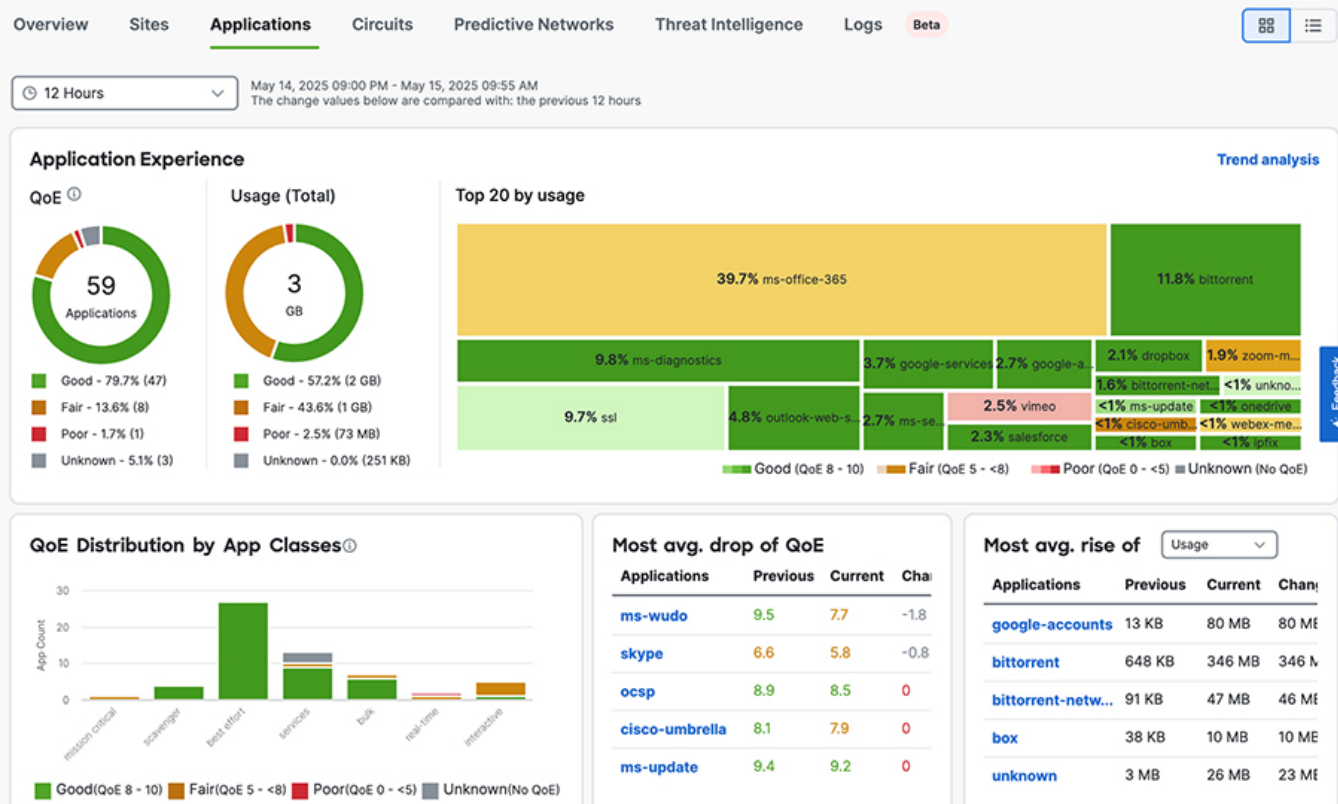 Overview Sites Applications Circuits Predictive Networks Threat Intelligence Logs Beta
12 Hours
May 14, 2025 09:00 PM - May 15, 2025 09:55 AM
The change values below are compared with: the previous 12 hours
Application Experience
Trend analysis
QoE
59
Applications
Good - 79.7% (47)
Fair - 13.6% (8)
Poor - 1.7% (1)
Unknown - 5.1% (3)
Usage (Total)
3
GB
Good - 57.2% (2 GB)
Fair - 43.6% (1 GB)
Poor - 2.5% (73 MB)
Unknown - 0.0% (251 KB)
Top 20 by usage
39.7% ms-office-365
11.8% bittorrent
9.8% ms-diagnostics
9.7% ssl
4.8% outlook-web-s...
3.7% google-services
2.7% google-a...
2.7% ms-se...
2.5% vimeo
2.3% salesforce
2.1% dropbox
1.9% zoom-m...
1.6% bittorrent-net...
<1% unkno...
<1% ms-update
<1% onedrive
<1% cisco-umb...
<1% webex-me...
<1% box
<1% ipfix
Good (QoE 8 - 10) Fair (QoE 5 - <8) Poor (QoE 0 - <5) Unknown (No QoE)
Feedback
QoE Distribution by App Classes
App Count
30
20
10
0
mission critical
scavenger
best effort
services
bulk
real-time
interactive
Good(QoE 8 - 10) Fair(QoE 5 - <8) Poor(QoE 0 - <5) Unknown(No QoE)
Most avg. drop of QoE
Applications Previous Current Cha
ms-wudo 9.5 7.7 -1.8
skype 6.6 5.8 -0.8
ocsp 8.9 8.5 0
cisco-umbrella 8.1 7.9 0
ms-update 9.4 9.2 0
Most avg. rise of Usage
Applications Previous Current Chang
google-accounts 13 KB 80 MB 80 MB
bittorrent 648 KB 346 MB 346 M
bittorrent-netw... 91 KB 47 MB 46 MB
box 38 KB 10 MB 10 MB
unknown 3 MB 26 MB 23 MB